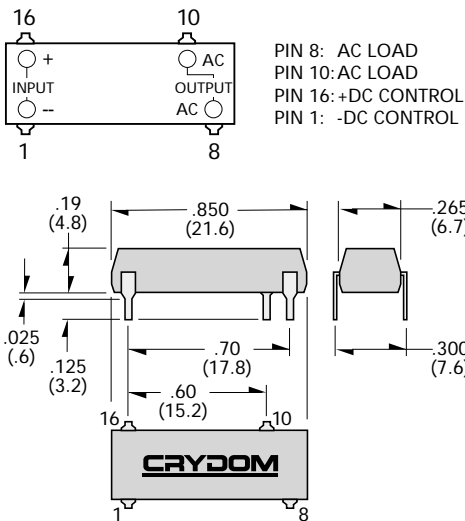 16 10
+ AC
INPUT OUTPUT
-- AC
1 8
PIN 8: AC LOAD
PIN 10: AC LOAD
PIN 16: +DC CONTROL
PIN 1: -DC CONTROL
.19
(4.8)
.850
(21.6)
.265
(6.7)
.025
(.6)
.125
(3.2)
.70
(17.8)
.300
(7.6)
.60
(15.2)
16 10
CRYDOM
1 8